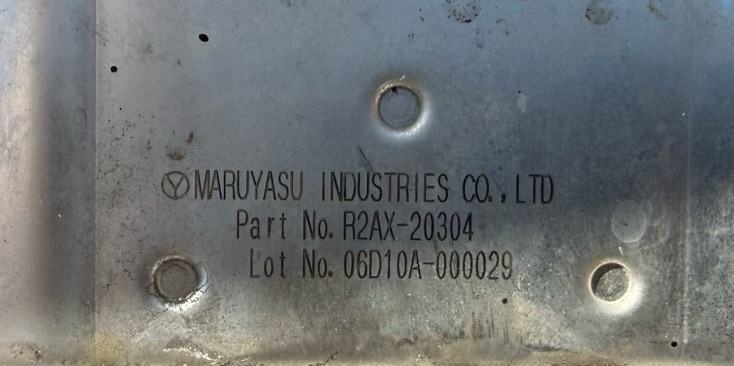 MARUYASU INDUSTRIES CO., LTD
Part No. R2AX-20304
Lot No. 06D10A-000029